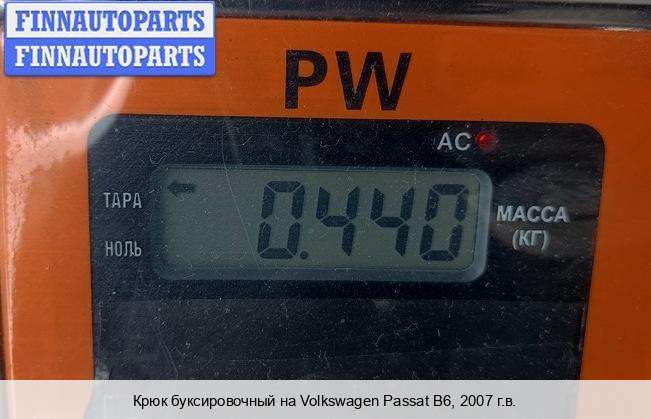 FINNAUTOPARTS
FINNAUTOPARTS
PW
AC
ТАРА
0.440
МАССА
(КГ)
НОЛЬ
Крюк буксировочный на Volkswagen Passat B6, 2007 г.в.